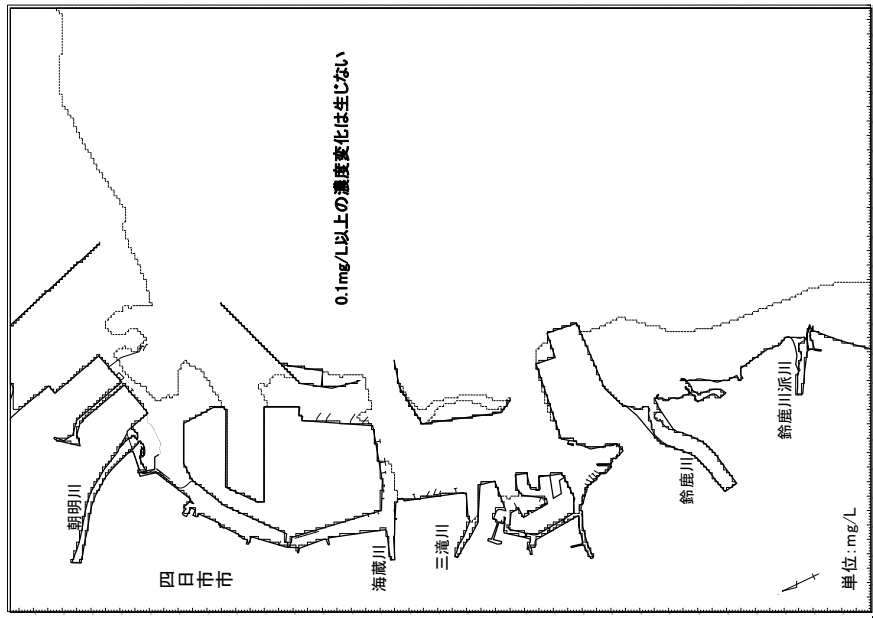 0.1mg/L以上の濃度変化は生じない
朝明川
四日市市
海蔵川
三滝川
鈴鹿川
鈴鹿川派川
単位:mg/L